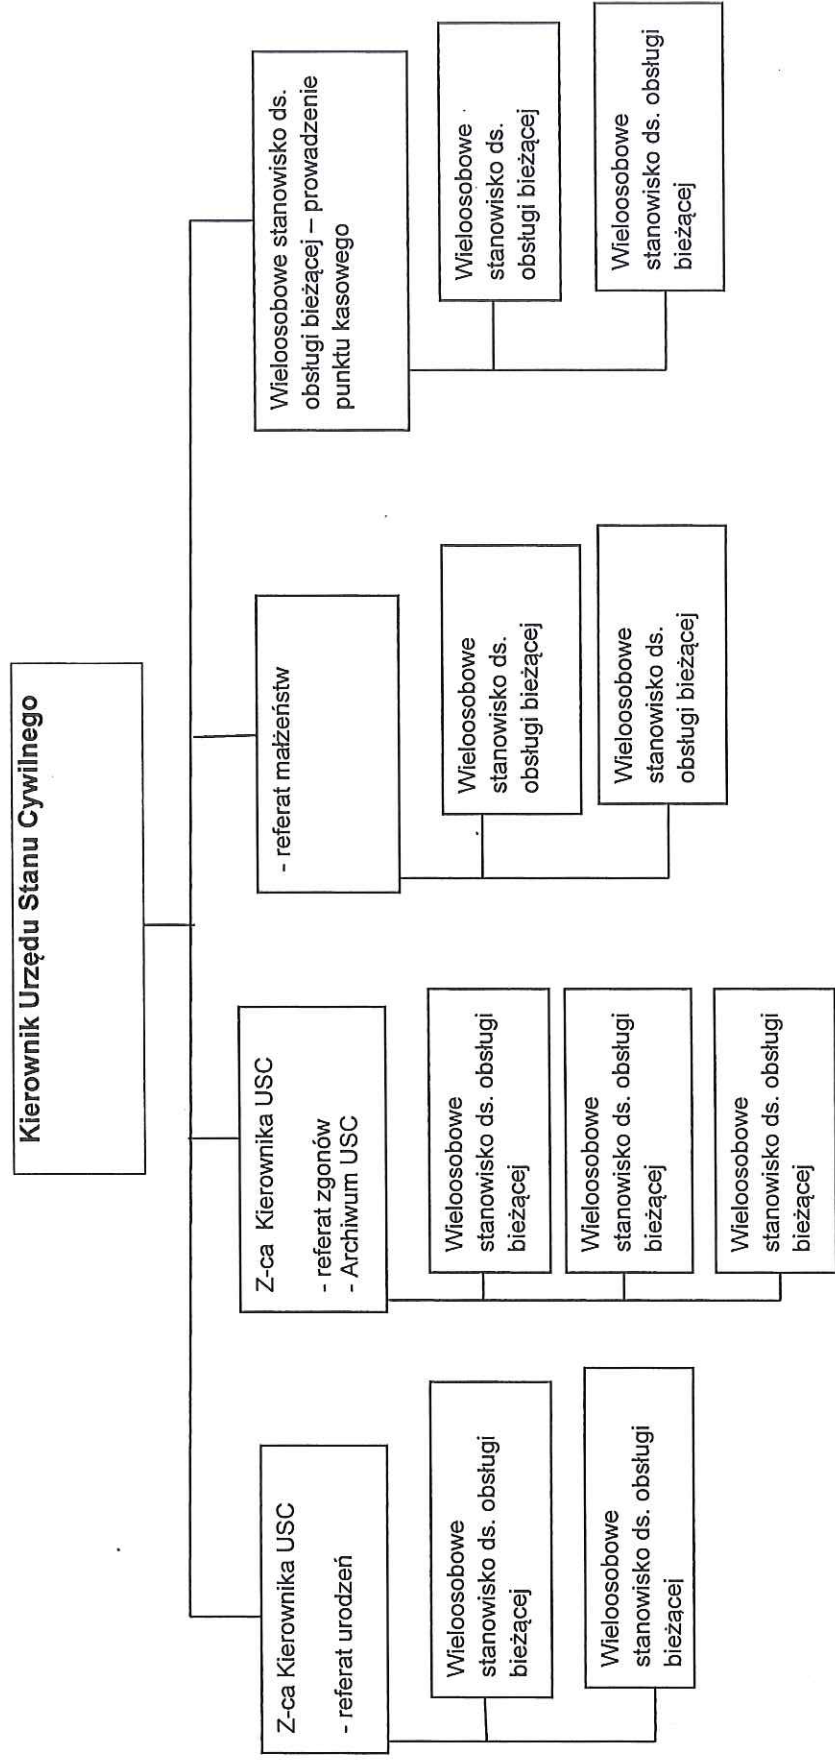 Kierownik Urzędu Stanu Cywilnego
Z-ca Kierownika USC
- referat urodzeń
Wieloosobowe
stanowisko ds. obsługi
bieżącej
Wieloosobowe
stanowisko ds. obsługi
bieżącei
Z-ca Kierownika USC
- referat zgonów
- Archiwum USC
Wieloosobowe
stanowisko ds. obsługi
bieżącej
Wieloosobowe
stanowisko ds. obsługi
bieżącej
Wieloosobowe
stanowisko ds. obsługi
bieżącej
- referat małżeństw
Wieloosobowe
stanowisko ds.
obsługi bieżącej
Wieloosobowe
stanowisko ds.
obsługi bieżącej
Wieloosobowe stanowisko ds.
obsługi bieżącej – prowadzenie
punktu kasowego
Wieloosobowe
stanowisko ds.
obsługi bieżącej
Wieloosobowe
stanowisko ds. obsługi
bieżącej